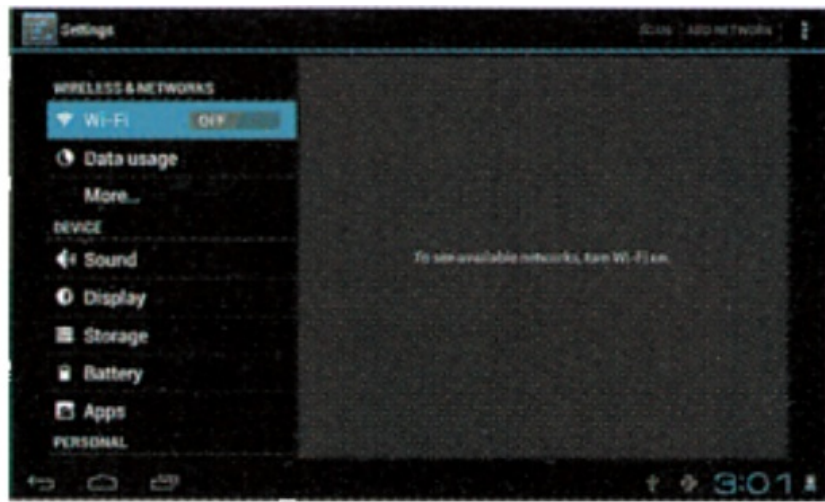 Settings
SCAN ADD NETWORK
WIRELESS & NETWORKS
Wi-Fi OFF
Data usage
More...
DEVICE
Sound
Display
Storage
Battery
Apps
PERSONAL
To see available networks, turn Wi-Fi on.
3:01